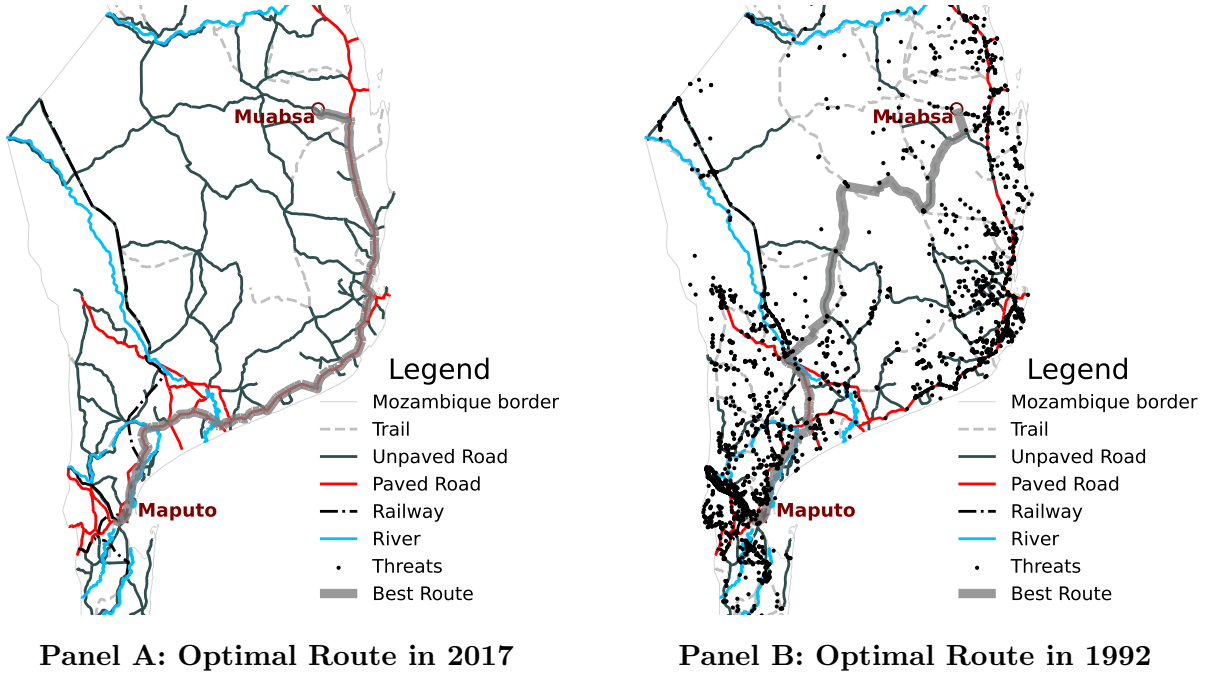 Muabsa
Maputo
Legend
Mozambique border
Trail
Unpaved Road
Paved Road
Railway
River
Threats
Best Route
Panel A: Optimal Route in 2017
Muabsa
Maputo
Legend
Mozambique border
Trail
Unpaved Road
Paved Road
Railway
River
Threats
Best Route
Panel B: Optimal Route in 1992